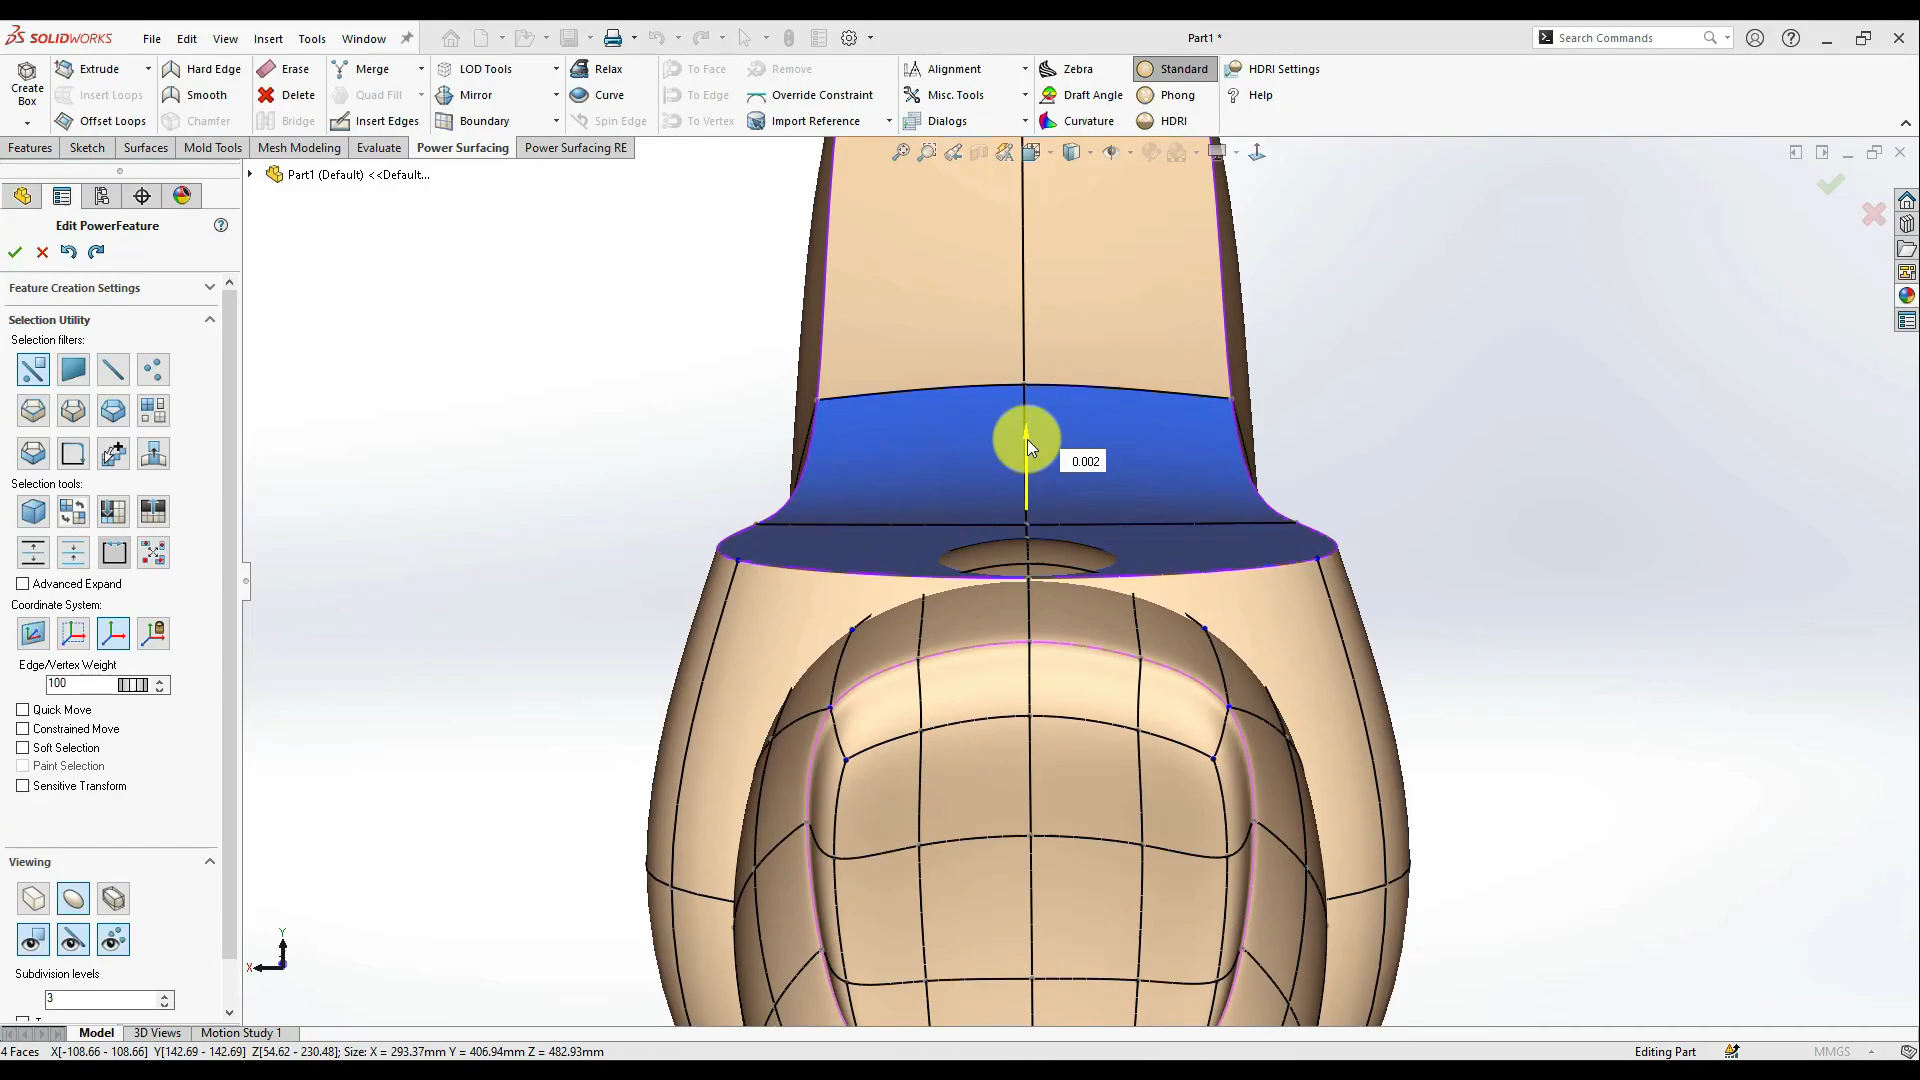 SOLIDWORKS File Edit View Insert Tools Window Part1 * Search Commands
Create Box
Extrude
Insert Loops
Offset Loops
Hard Edge
Smooth
Chamfer
Erase
Delete
Bridge
Merge
Quad Fill
Insert Edges
LOD Tools
Mirror
Boundary
Relax
Curve
Spin Edge
To Face
To Edge
To Vertex
Remove
Override Constraint
Import Reference
Alignment
Misc. Tools
Dialogs
Zebra
Draft Angle
Curvature
Standard
Phong
HDRI
HDRI Settings
Help
Features Sketch Surfaces Mold Tools Mesh Modeling Evaluate Power Surfacing Power Surfacing RE
Part1 (Default) <<Default...
Edit PowerFeature
Feature Creation Settings
Selection Utility
Selection filters:
Selection tools:
Advanced Expand
Coordinate System:
Edge/Vertex Weight
100
Quick Move
Constrained Move
Soft Selection
Paint Selection
Sensitive Transform
Viewing
Subdivision levels
3
0.002
Y
X
Model 3D Views Motion Study 1
4 Faces X[-108.66 - 108.66] Y[142.69 - 142.69] Z[54.62 - 230.48]; Size: X = 293.37mm Y = 406.94mm Z = 482.93mm
Editing Part MMGS